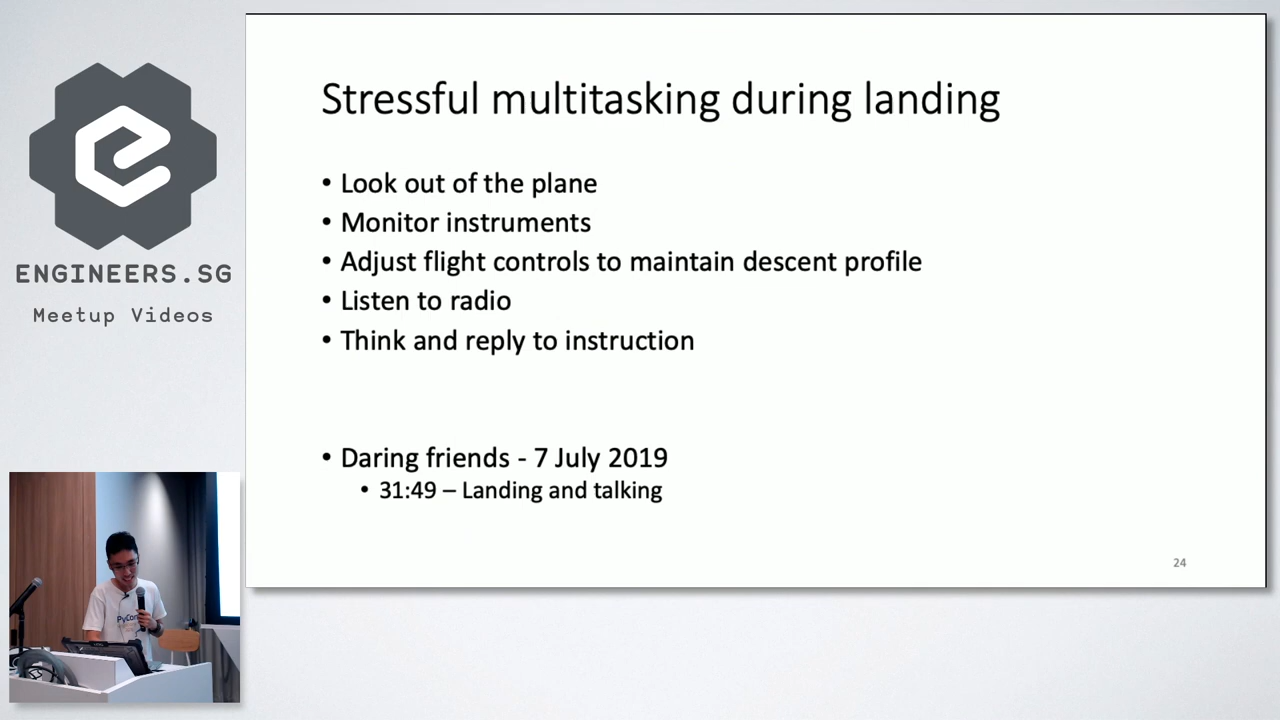 ENGINEERS.SG
Meetup Videos
Stressful multitasking during landing
• Look out of the plane
• Monitor instruments
• Adjust flight controls to maintain descent profile
• Listen to radio
• Think and reply to instruction
• Daring friends - 7 July 2019
• 31:49 – Landing and talking
24
PyCon